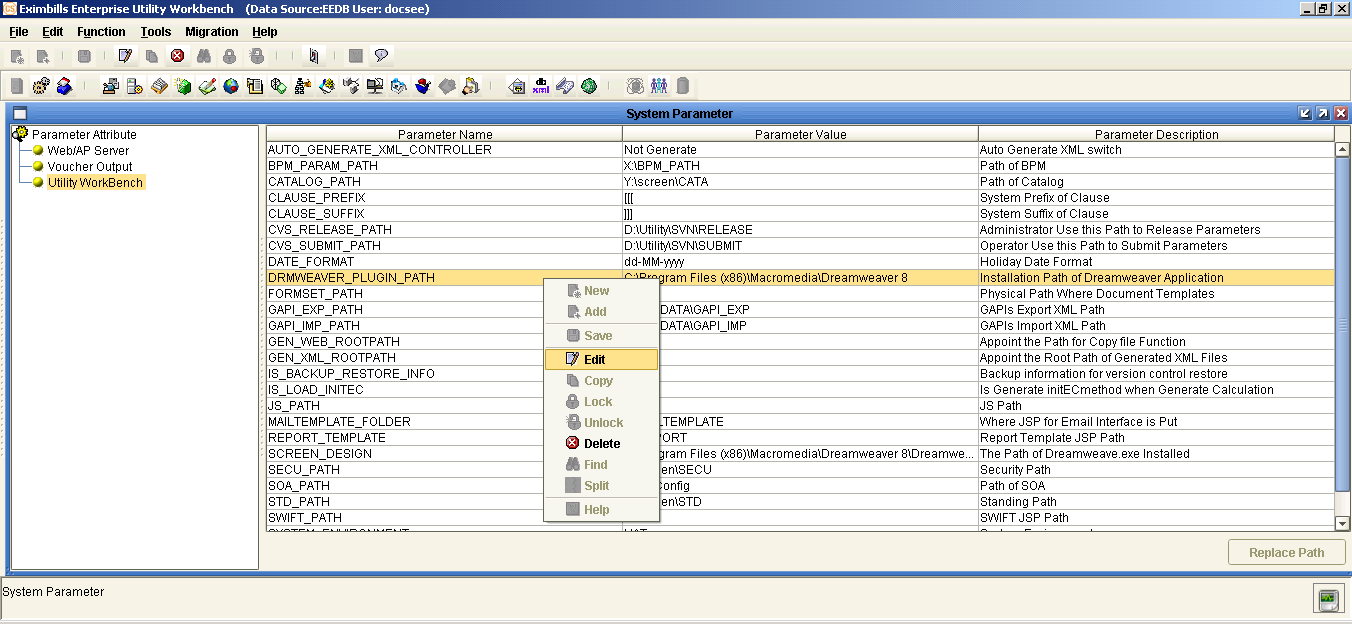 Eximbills Enterprise Utility Workbench (Data Source:EEDB User: docsee)
File Edit Function Tools Migration Help
System Parameter
Parameter Attribute
Web/AP Server
Voucher Output
Utility WorkBench
Parameter Name Parameter Value Parameter Description
AUTO_GENERATE_XML_CONTROLLER Not Generate Auto Generate XML switch
BPM_PARAM_PATH X:\BPM_PATH Path of BPM
CATALOG_PATH Y:\screen\CATA Path of Catalog
CLAUSE_PREFIX [[[ System Prefix of Clause
CLAUSE_SUFFIX ]]] System Suffix of Clause
CVS_RELEASE_PATH D:\Utility\SVN\RELEASE Administrator Use this Path to Release Parameters
CVS_SUBMIT_PATH D:\Utility\SVN\SUBMIT Operator Use this Path to Submit Parameters
DATE_FORMAT dd-MM-yyyy Holiday Date Format
DRMWEAVER_PLUGIN_PATH C:\Program Files (x86)\Macromedia\Dreamweaver 8 Installation Path of Dreamweaver Application
FORMSET_PATH Physical Path Where Document Templates
GAPI_EXP_PATH DATA\GAPI_EXP GAPIs Export XML Path
GAPI_IMP_PATH DATA\GAPI_IMP GAPIs Import XML Path
GEN_WEB_ROOTPATH Appoint the Path for Copy file Function
GEN_XML_ROOTPATH Appoint the Root Path of Generated XML Files
IS_BACKUP_RESTORE_INFO Backup information for version control restore
IS_LOAD_INITEC Is Generate initECmethod when Generate Calculation
JS_PATH JS Path
MAILTEMPLATE_FOLDER TEMPLATE Where JSP for Email Interface is Put
REPORT_TEMPLATE PORT Report Template JSP Path
SCREEN_DESIGN gram Files (x86)\Macromedia\Dreamweaver 8\Dreamwe... The Path of Dreamweave.exe Installed
SECU_PATH en\SECU Security Path
SOA_PATH Config Path of SOA
STD_PATH en\STD Standing Path
SWIFT_PATH SWIFT JSP Path
New
Add
Save
Edit
Copy
Lock
Unlock
Delete
Find
Split
Help
Replace Path
System Parameter